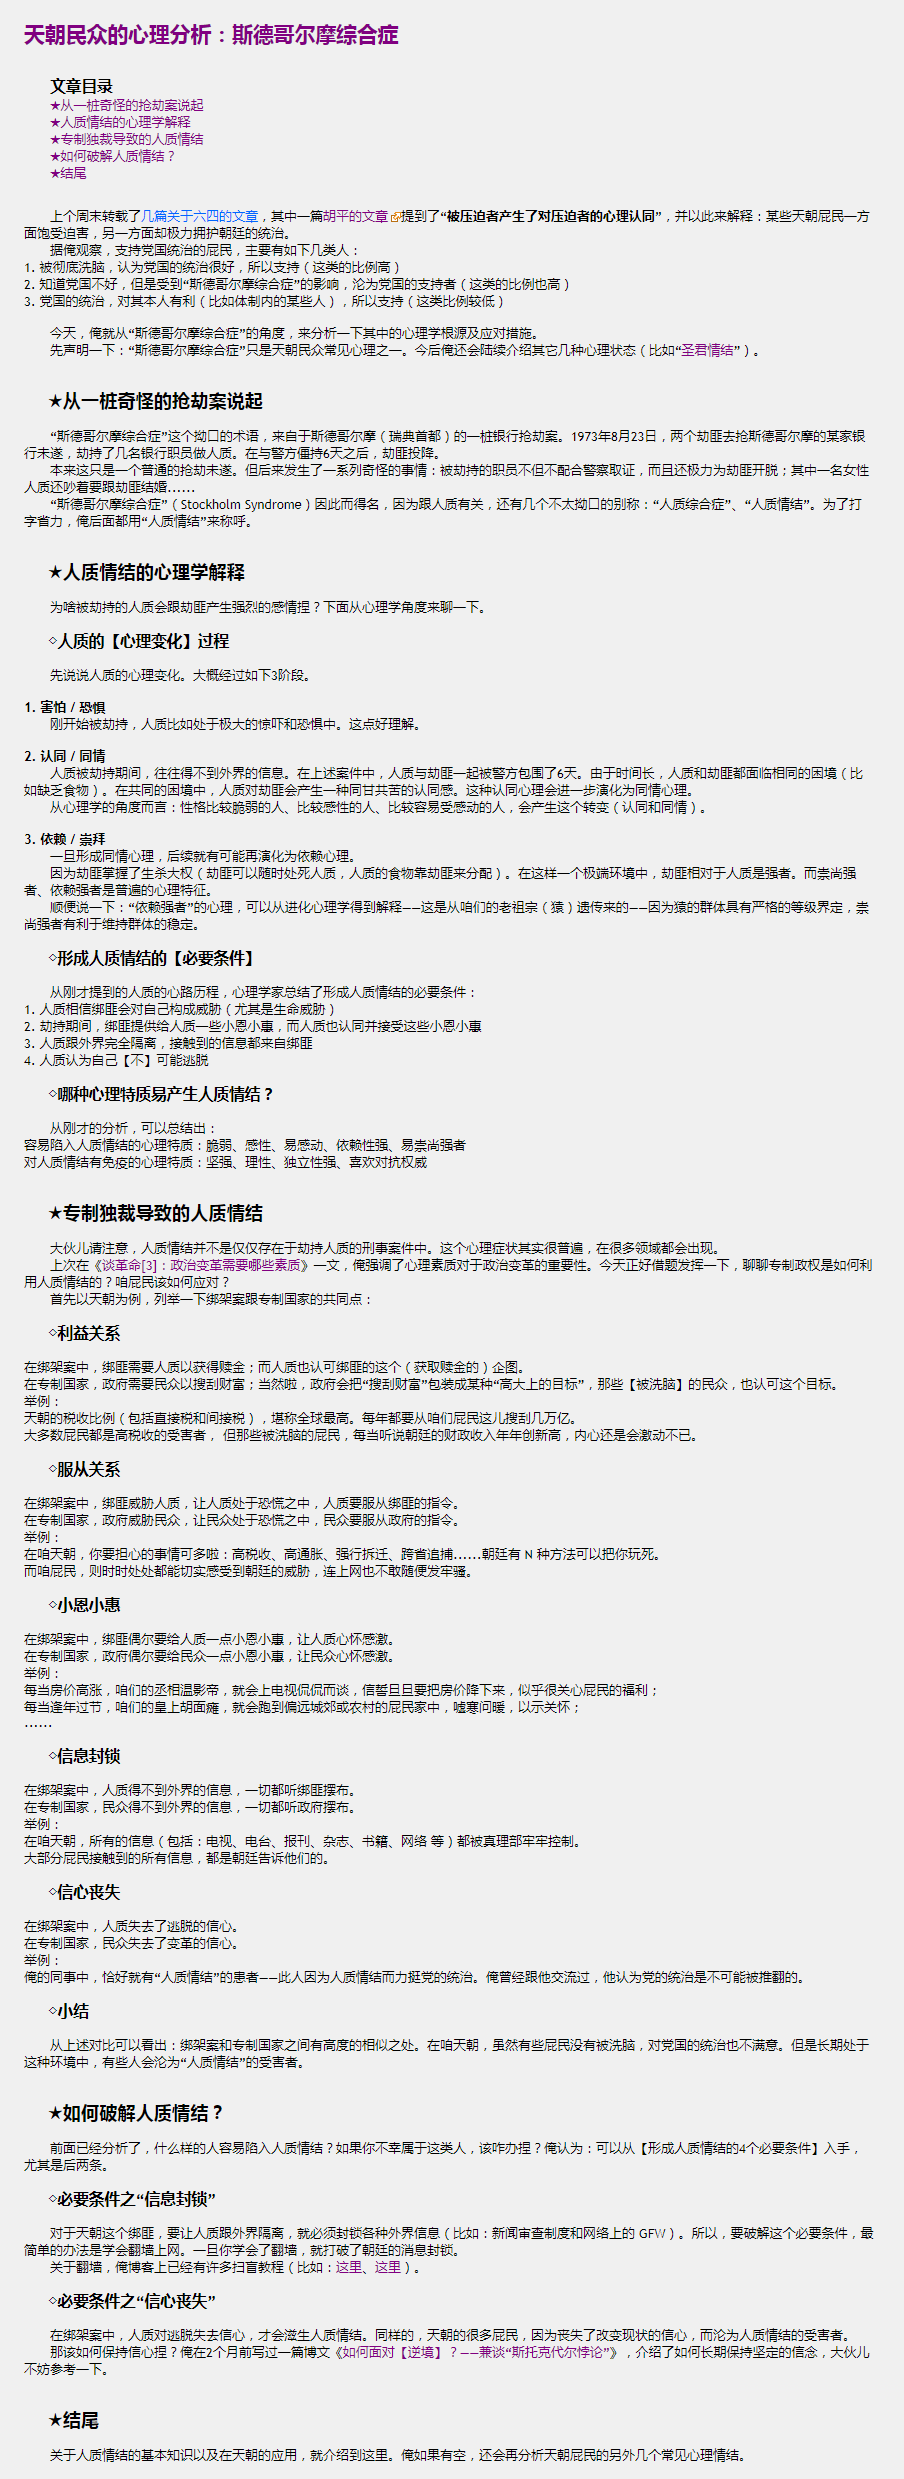 天朝民众的心理分析：斯德哥尔摩综合症
文章目录
★从一桩奇怪的抢劫案说起
★人质情结的心理学解释
★专制独裁导致的人质情结
★如何破解人质情结？
★结尾
上个周末转载了几篇关于六四的文章，其中一篇胡平的文章提到了“被压迫者产生了对压迫者的心理认同”，并以此来解释：某些天朝屁民一方
面饱受迫害，另一方面却极力拥护朝廷的统治。
据俺观察，支持党国统治的屁民，主要有如下几类人：
1. 被彻底洗脑，认为党国的统治很好，所以支持（这类的比例高）
2. 知道党国不好，但是受到“斯德哥尔摩综合症”的影响，沦为党国的支持者（这类的比例也高）
3. 党国的统治，对其本人有利（比如体制内的某些人），所以支持（这类比例较低）
今天，俺就从“斯德哥尔摩综合症”的角度，来分析一下其中的心理学根源及应对措施。
先声明一下：“斯德哥尔摩综合症”只是天朝民众常见心理之一。今后俺还会陆续介绍其它几种心理状态（比如“圣君情结”）。
★从一桩奇怪的抢劫案说起
“斯德哥尔摩综合症”这个拗口的术语，来自于斯德哥尔摩（瑞典首都）的一桩银行抢劫案。1973年8月23日，两个劫匪去抢斯德哥尔摩的某家银
行未遂，劫持了几名银行职员做人质。在与警方僵持6天之后，劫匪投降。
本来这只是一个普通的抢劫未遂。但后来发生了一系列奇怪的事情：被劫持的职员不但不配合警察取证，而且还极力为劫匪开脱；其中一名女性
人质还吵着要跟劫匪结婚……
“斯德哥尔摩综合症”（Stockholm Syndrome）因此而得名，因为跟人质有关，还有几个不太拗口的别称：“人质综合症”、“人质情结”。为了打
字省力，俺后面都用“人质情结”来称呼。
★人质情结的心理学解释
为啥被劫持的人质会跟劫匪产生强烈的感情捏？下面从心理学角度来聊一下。
◇人质的【心理变化】过程
先说说人质的心理变化。大概经过如下3阶段。
1. 害怕 / 恐惧
刚开始被劫持，人质比如处于极大的惊吓和恐惧中。这点好理解。
2. 认同 / 同情
人质被劫持期间，往往得不到外界的信息。在上述案件中，人质与劫匪一起被警方包围了6天。由于时间长，人质和劫匪都面临相同的困境（比
如缺乏食物）。在共同的困境中，人质对劫匪会产生一种同甘共苦的认同感。这种认同心理会进一步演化为同情心理。
从心理学的角度而言：性格比较脆弱的人、比较感性的人、比较容易受感动的人，会产生这个转变（认同和同情）。
3. 依赖 / 崇拜
一旦形成同情心理，后续就有可能再演化为依赖心理。
因为劫匪掌握了生杀大权（劫匪可以随时处死人质，人质的食物靠劫匪来分配）。在这样一个极端环境中，劫匪相对于人质是强者。而崇尚强
者、依赖强者是普遍的心理特征。
顺便说一下：“依赖强者”的心理，可以从进化心理学得到解释——这是从咱们的老祖宗（猿）遗传来的——因为猿的群体具有严格的等级界定，崇
尚强者有利于维持群体的稳定。
◇形成人质情结的【必要条件】
从刚才提到的人质的心路历程，心理学家总结了形成人质情结的必要条件：
1. 人质相信绑匪会对自己构成威胁（尤其是生命威胁）
2. 劫持期间，绑匪提供给人质一些小恩小惠，而人质也认同并接受这些小恩小惠
3. 人质跟外界完全隔离，接触到的信息都来自绑匪
4. 人质认为自己【不】可能逃脱
◇哪种心理特质易产生人质情结？
从刚才的分析，可以总结出：
容易陷入人质情结的心理特质：脆弱、感性、易感动、依赖性强、易崇尚强者
对人质情结有免疫的心理特质：坚强、理性、独立性强、喜欢对抗权威
★专制独裁导致的人质情结
大伙儿请注意，人质情结并不是仅仅存在于劫持人质的刑事案件中。这个心理症状其实很普遍，在很多领域都会出现。
上次在《谈革命[3]：政治变革需要哪些素质》一文，俺强调了心理素质对于政治变革的重要性。今天正好借题发挥一下，聊聊专制政权是如何利
用人质情结的？咱屁民该如何应对？
首先以天朝为例，列举一下绑架案跟专制国家的共同点：
◇利益关系
在绑架案中，绑匪需要人质以获得赎金；而人质也认可绑匪的这个（获取赎金的）企图。
在专制国家，政府需要民众以搜刮财富；当然啦，政府会把“搜刮财富”包装成某种“高大上的目标”，那些【被洗脑】的民众，也认可这个目标。
举例：
天朝的税收比例（包括直接税和间接税），堪称全球最高。每年都要从咱们屁民这儿搜刮几万亿。
大多数屁民都是高税收的受害者， 但那些被洗脑的屁民，每当听说朝廷的财政收入年年创新高，内心还是会激动不已。
◇服从关系
在绑架案中，绑匪威胁人质，让人质处于恐慌之中，人质要服从绑匪的指令。
在专制国家，政府威胁民众，让民众处于恐慌之中，民众要服从政府的指令。
举例：
在咱天朝，你要担心的事情可多啦：高税收、高通胀、强行拆迁、跨省追捕……朝廷有 N 种方法可以把你玩死。
而咱屁民，则时时处处都能切实感受到朝廷的威胁，连上网也不敢随便发牢骚。
◇小恩小惠
在绑架案中，绑匪偶尔要给人质一点小恩小惠，让人质心怀感激。
在专制国家，政府偶尔要给民众一点小恩小惠，让民众心怀感激。
举例：
每当房价高涨，咱们的丞相温影帝，就会上电视侃侃而谈，信誓旦旦要把房价降下来，似乎很关心屁民的福利；
每当逢年过节，咱们的皇上胡面瘫，就会跑到偏远城郊或农村的屁民家中，嘘寒问暖，以示关怀；
……
◇信息封锁
在绑架案中，人质得不到外界的信息，一切都听绑匪摆布。
在专制国家，民众得不到外界的信息，一切都听政府摆布。
举例：
在咱天朝，所有的信息（包括：电视、电台、报刊、杂志、书籍、网络 等）都被真理部牢牢控制。
大部分屁民接触到的所有信息，都是朝廷告诉他们的。
◇信心丧失
在绑架案中，人质失去了逃脱的信心。
在专制国家，民众失去了变革的信心。
举例：
俺的同事中，恰好就有“人质情结”的患者——此人因为人质情结而力挺党的统治。俺曾经跟他交流过，他认为党的统治是不可能被推翻的。
◇小结
从上述对比可以看出：绑架案和专制国家之间有高度的相似之处。在咱天朝，虽然有些屁民没有被洗脑，对党国的统治也不满意。但是长期处于
这种环境中，有些人会沦为“人质情结”的受害者。
★如何破解人质情结？
前面已经分析了，什么样的人容易陷入人质情结？如果你不幸属于这类人，该咋办捏？俺认为：可以从【形成人质情结的4个必要条件】入手，
尤其是后两条。
◇必要条件之“信息封锁”
对于天朝这个绑匪，要让人质跟外界隔离，就必须封锁各种外界信息（比如：新闻审查制度和网络上的 GFW）。所以，要破解这个必要条件，最
简单的办法是学会翻墙上网。一旦你学会了翻墙，就打破了朝廷的消息封锁。
关于翻墙，俺博客上已经有许多扫盲教程（比如：这里、这里）。
◇必要条件之“信心丧失”
在绑架案中，人质对逃脱失去信心，才会滋生人质情结。同样的，天朝的很多屁民，因为丧失了改变现状的信心，而沦为人质情结的受害者。
那该如何保持信心捏？俺在2个月前写过一篇博文《如何面对【逆境】？——兼谈“斯托克代尔悖论”》，介绍了如何长期保持坚定的信念，大伙儿
不妨参考一下。
★结尾
关于人质情结的基本知识以及在天朝的应用，就介绍到这里。俺如果有空，还会再分析天朝屁民的另外几个常见心理情结。